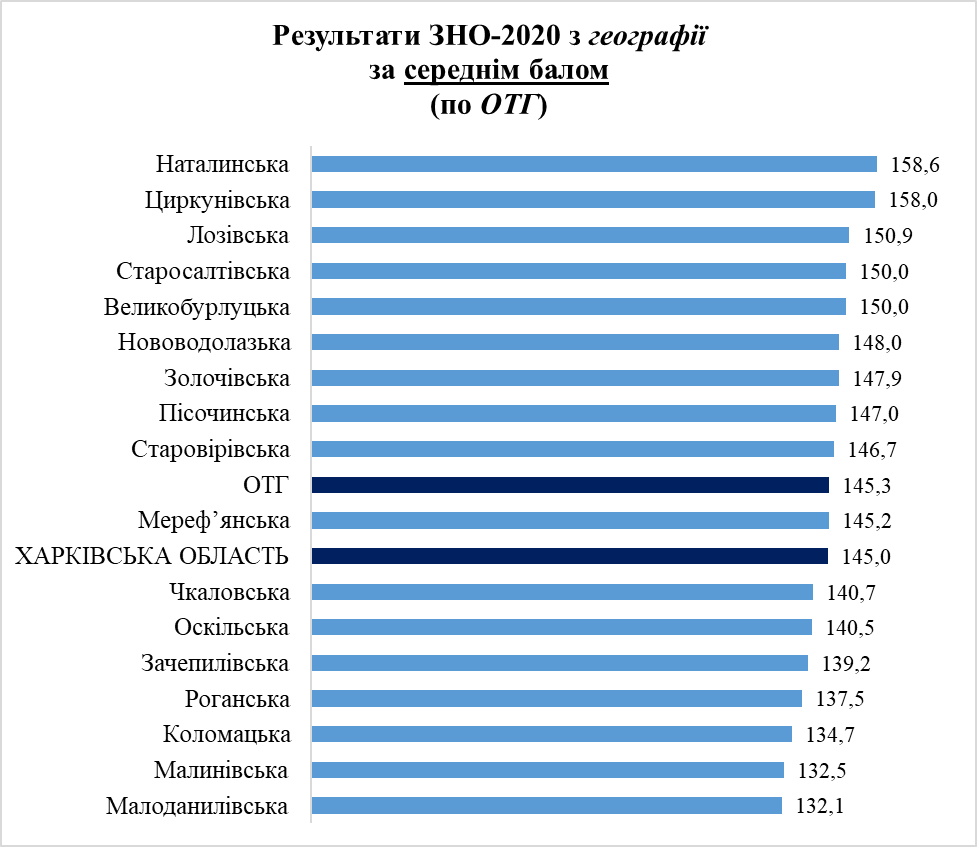 Результати ЗНО-2020 з географії
за середнім балом
(по ОТГ)
Наталинська 158,6
Циркунівська 158,0
Лозівська 150,9
Старосалтівська 150,0
Великобурлуцька 150,0
Нововодолазька 148,0
Золочівська 147,9
Пісочинська 147,0
Старовірівська 146,7
ОТГ 145,3
Мереф’янська 145,2
ХАРКІВСЬКА ОБЛАСТЬ 145,0
Чкаловська 140,7
Оскільська 140,5
Зачепилівська 139,2
Роганська 137,5
Коломацька 134,7
Малинівська 132,5
Малоданилівська 132,1